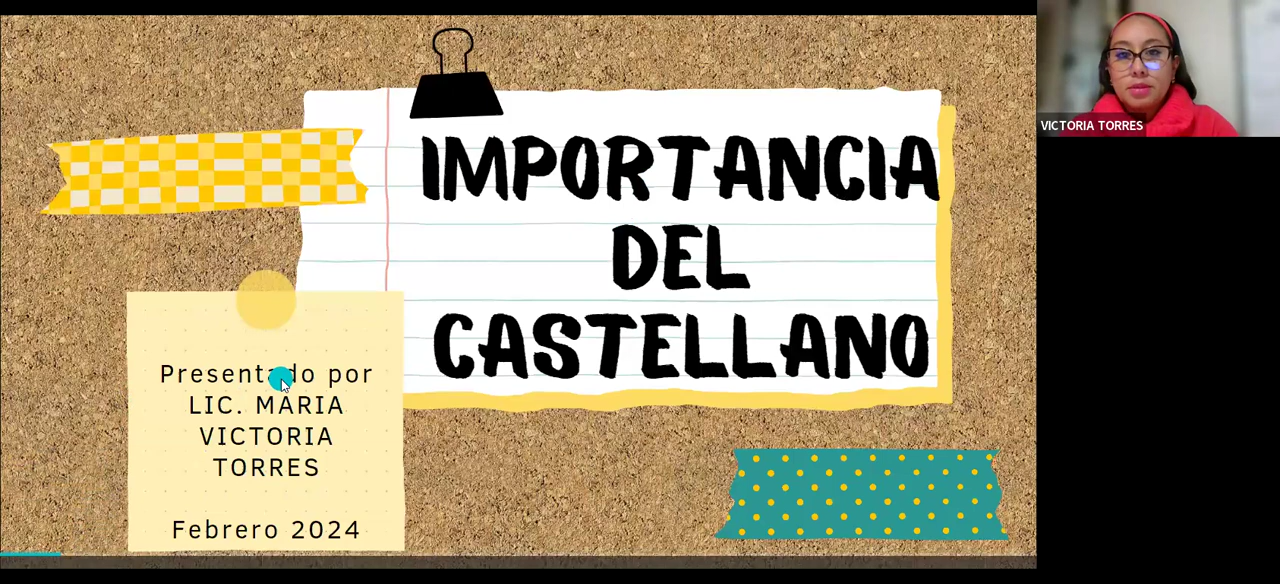 IMPORTANCIA
DEL
CASTELLANO
Presentado por
LIC. MARIA
VICTORIA
TORRES
Febrero 2024
VICTORIA TORRES